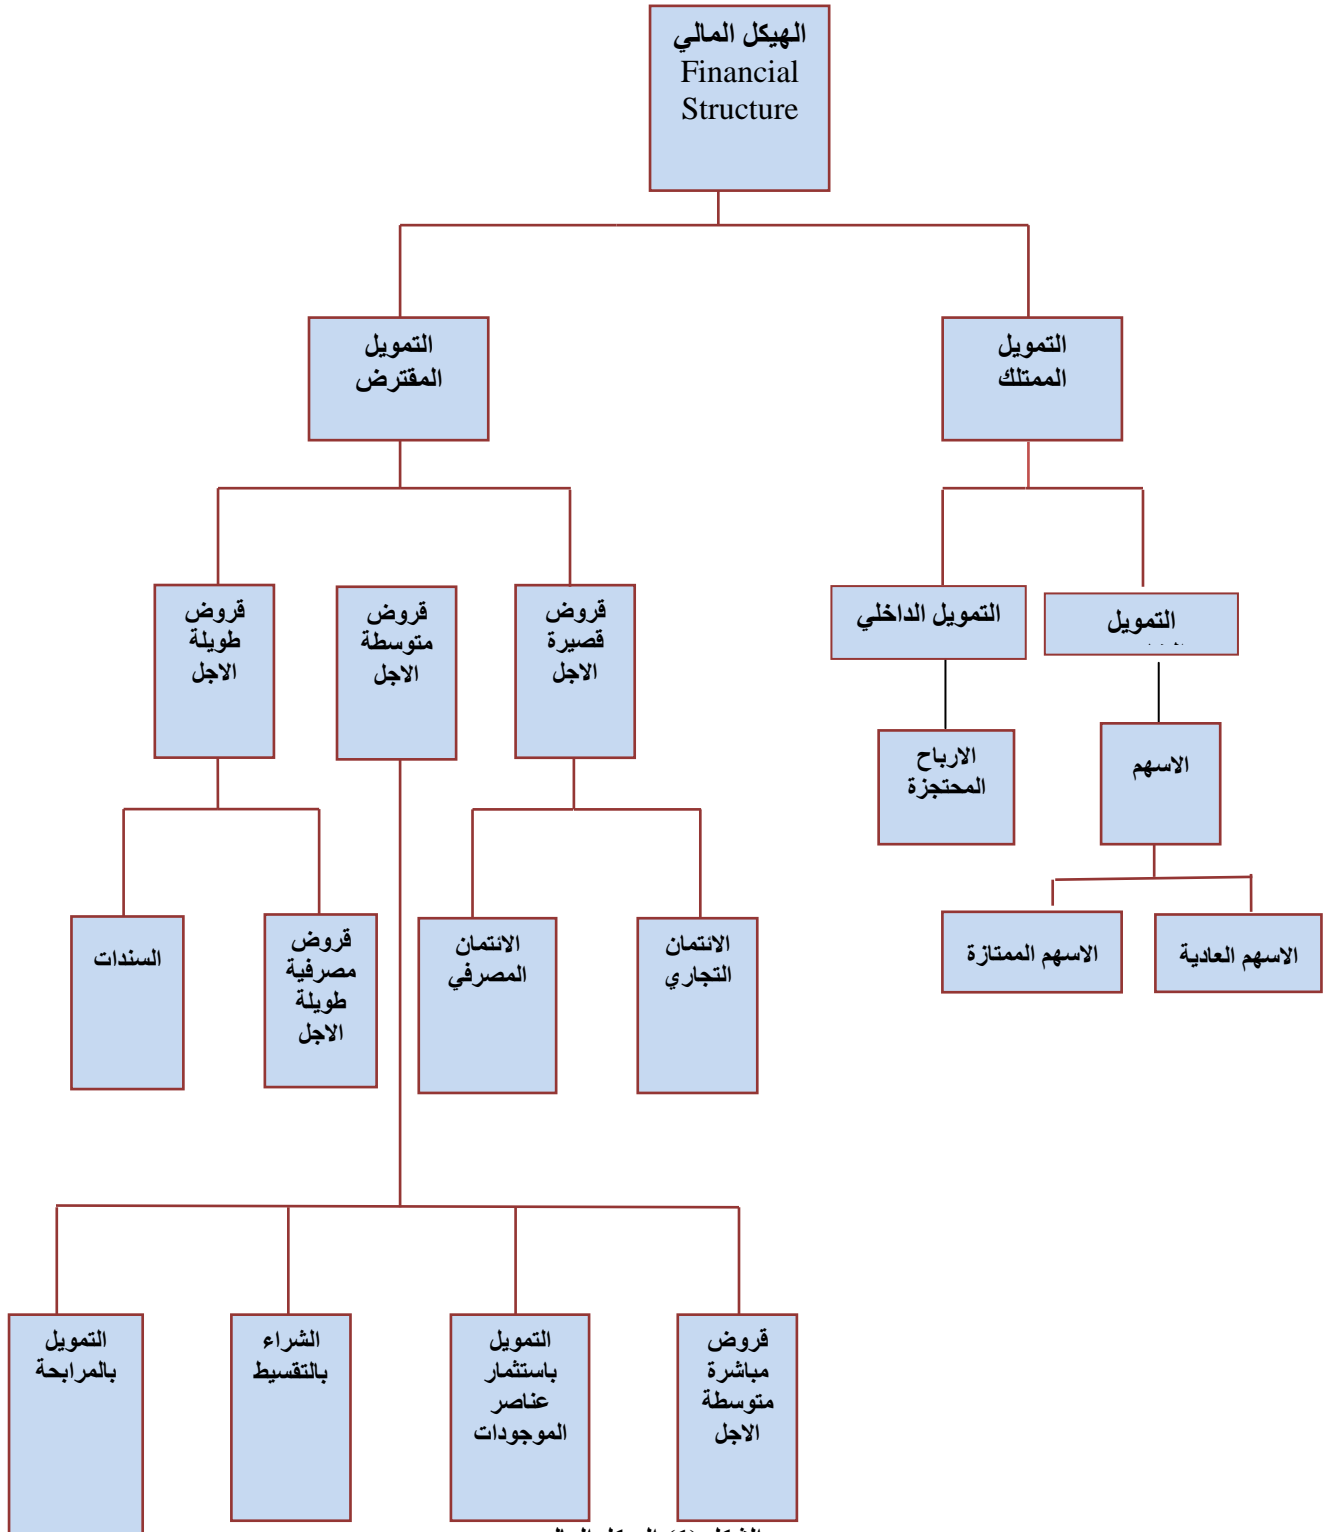 الهيكل المالي
Financial
Structure
التمويل
الممتلك
التمويل
المقترض
التمويل
التمويل الداخلي
قروض
قصيرة
الاجل
قروض
متوسطة
الاجل
قروض
طويلة
الاجل
الاسهم
الارباح
المحتجزة
الاسهم العادية
الاسهم الممتازة
الائتمان
التجاري
الائتمان
المصرفي
قروض
مصرفية
طويلة
الاجل
السندات
قروض
مباشرة
متوسطة
الاجل
التمويل
باستثمار
عناصر
الموجودات
الشراء
بالتقسيط
التمويل
بالمرابحة